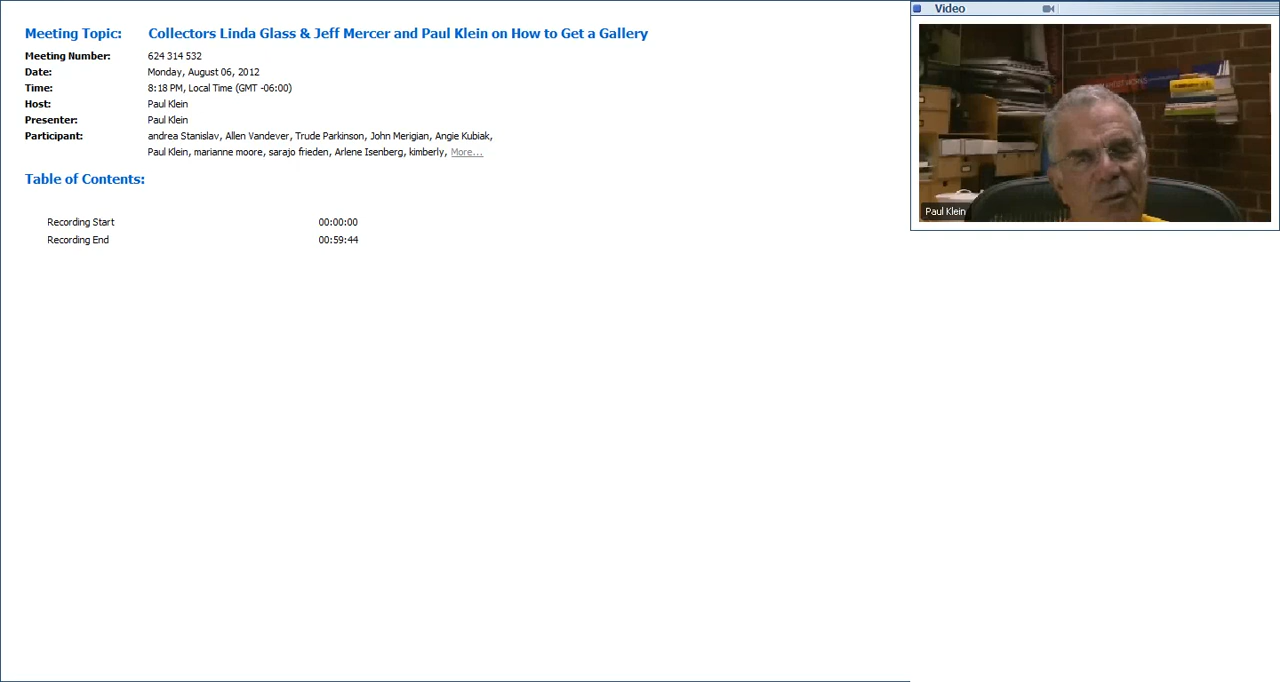 Meeting Topic: Collectors Linda Glass & Jeff Mercer and Paul Klein on How to Get a Gallery
Meeting Number: 624 314 532
Date: Monday, August 06, 2012
Time: 8:18 PM, Local Time (GMT -06:00)
Host: Paul Klein
Presenter: Paul Klein
Participant: andrea Stanislav, Allen Vandever, Trude Parkinson, John Merigian, Angie Kubiak,
Paul Klein, marianne moore, sarajo frieden, Arlene Isenberg, kimberly, More...
Table of Contents:
Recording Start 00:00:00
Recording End 00:59:44
Video
Paul Klein